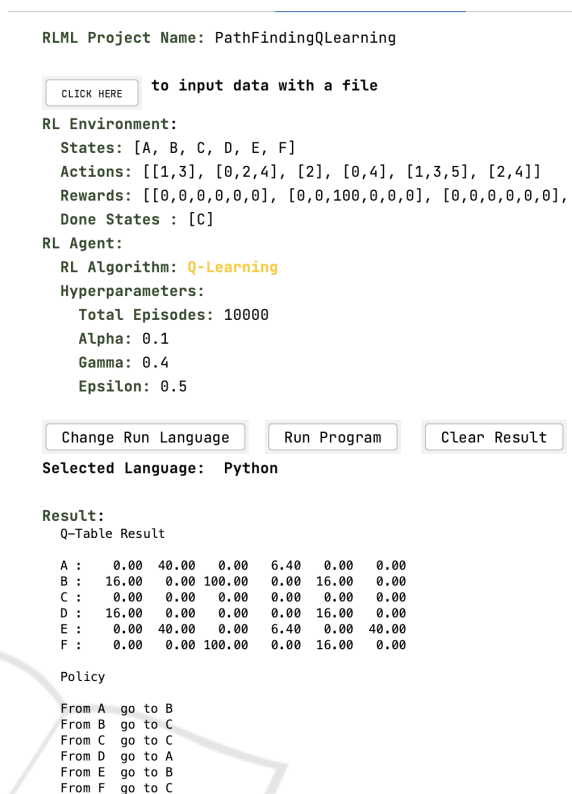 RLML Project Name: PathFindingQLearning
CLICK HERE to input data with a file
RL Environment:
States: [A, B, C, D, E, F]
Actions: [[1,3], [0,2,4], [2], [0,4], [1,3,5], [2,4]]
Rewards: [[0,0,0,0,0,0], [0,0,100,0,0,0], [0,0,0,0,0,0],
Done States : [C]
RL Agent:
RL Algorithm: Q-Learning
Hyperparameters:
Total Episodes: 10000
Alpha: 0.1
Gamma: 0.4
Epsilon: 0.5
Change Run Language Run Program Clear Result
Selected Language: Python
Result:
Q-Table Result
A : 0.00 40.00 0.00 6.40 0.00 0.00
B : 16.00 0.00 100.00 0.00 16.00 0.00
C : 0.00 0.00 0.00 0.00 0.00 0.00
D : 16.00 0.00 0.00 0.00 16.00 0.00
E : 0.00 40.00 0.00 6.40 0.00 40.00
F : 0.00 0.00 100.00 0.00 16.00 0.00
Policy
From A go to B
From B go to C
From C go to C
From D go to A
From E go to B
From F go to C